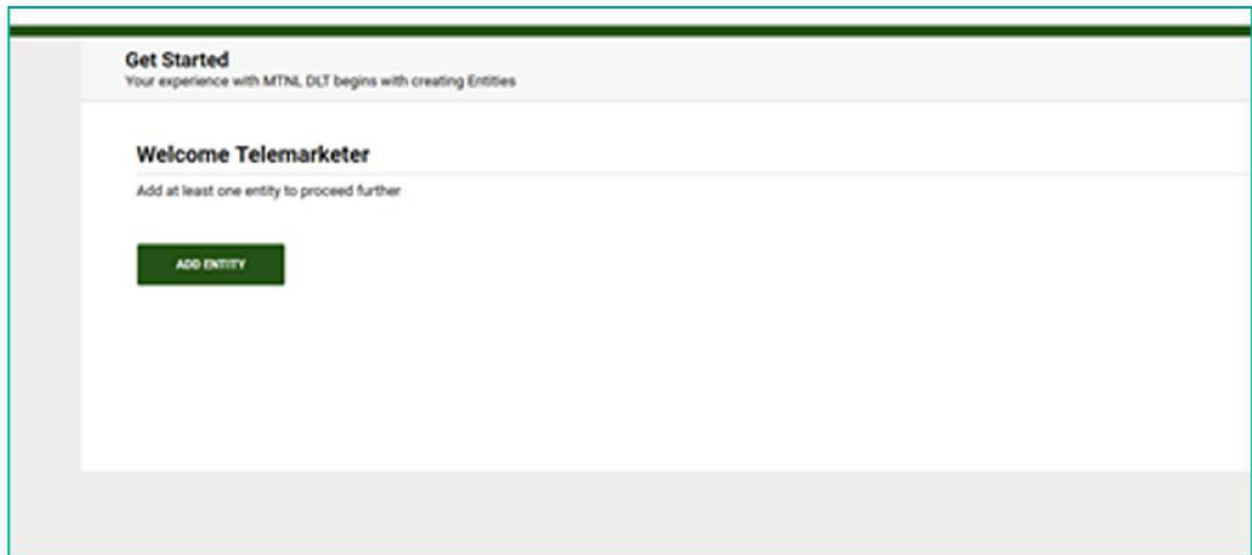 Get Started
Your experience with MTNL DLT begins with creating Entities
Welcome Telemarketer
Add at least one entity to proceed further
ADD ENTITY